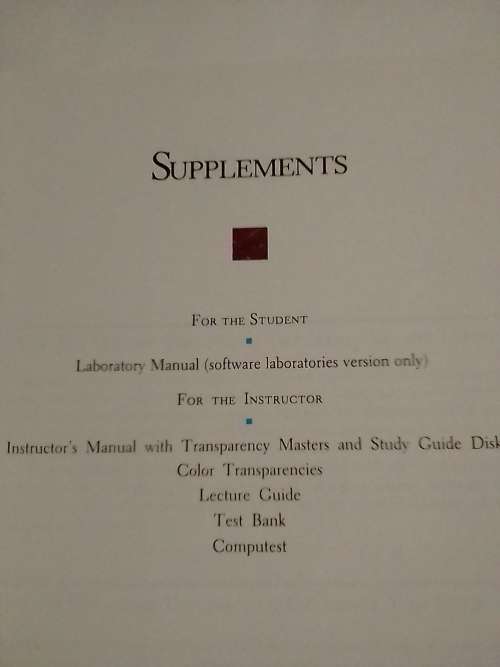 SUPPLEMENTS
FOR THE STUDENT
Laboratory Manual (software laboratories version only)
FOR THE INSTRUCTOR
Instructor's Manual with Transparency Masters and Study Guide Disk
Color Transparencies
Lecture Guide
Test Bank
Computest